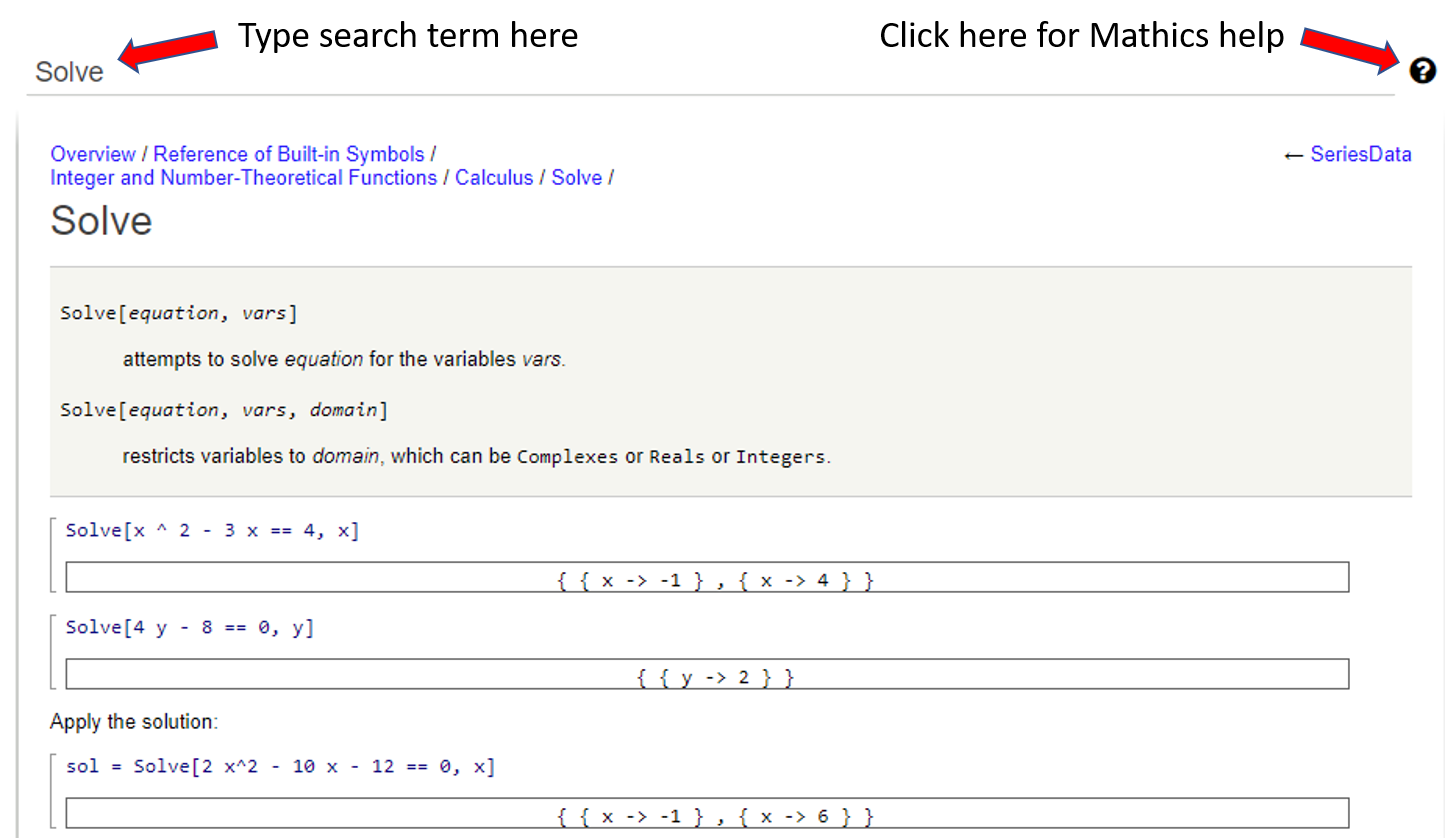 Type search term here
Click here for Mathics help
Solve
?
Overview / Reference of Built-in Symbols /
← SeriesData
Integer and Number-Theoretical Functions / Calculus / Solve /
Solve
Solve[equation, vars]
attempts to solve equation for the variables vars.
Solve[equation, vars, domain]
restricts variables to domain, which can be Complexes or Reals or Integers.
Solve[x ^ 2 - 3 x == 4, x]
{ { x -> -1 } , { x -> 4 } }
Solve[4 y - 8 == 0, y]
{ { y -> 2 } }
Apply the solution:
sol = Solve[2 x^2 - 10 x - 12 == 0, x]
{ { x -> -1 } , { x -> 6 } }